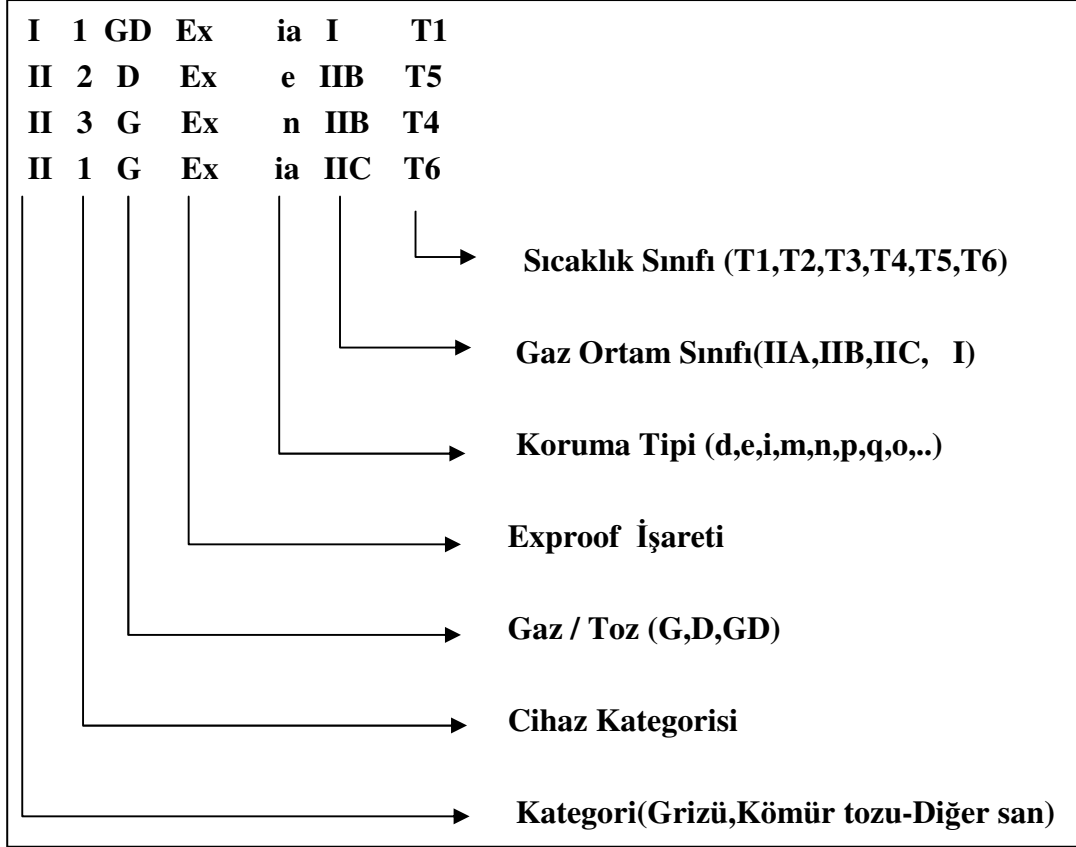 I 1 GD Ex ia I T1
II 2 D Ex e IIB T5
II 3 G Ex n IIB T4
II 1 G Ex ia IIC T6
Sıcaklık Sınıfı (T1,T2,T3,T4,T5,T6)
Gaz Ortam Sınıfı(IIA,IIB,IIC, I)
Koruma Tipi (d,e,i,m,n,p,q,o,..)
Exproof İşareti
Gaz / Toz (G,D,GD)
Cihaz Kategorisi
Kategori(Grizü,Kömür tozu-Diğer san)